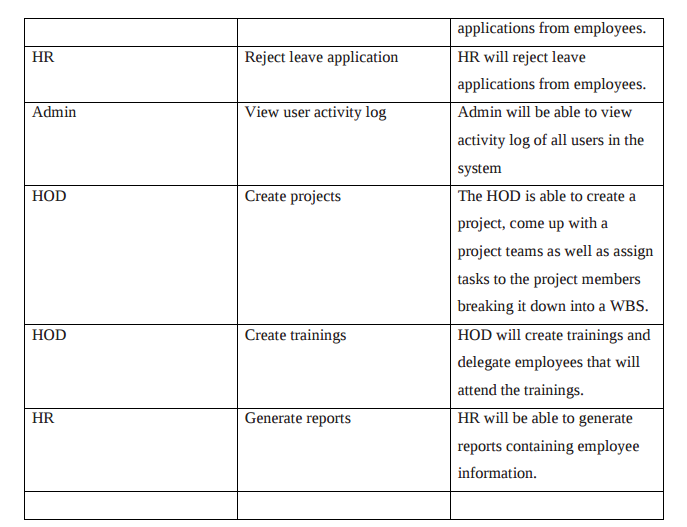 applications from employees.
HR Reject leave application HR will reject leave
applications from employees.
Admin View user activity log Admin will be able to view
activity log of all users in the
system
HOD Create projects The HOD is able to create a
project, come up with a
project teams as well as assign
tasks to the project members
breaking it down into a WBS.
HOD Create trainings HOD will create trainings and
delegate employees that will
attend the trainings.
HR Generate reports HR will be able to generate
reports containing employee
information.